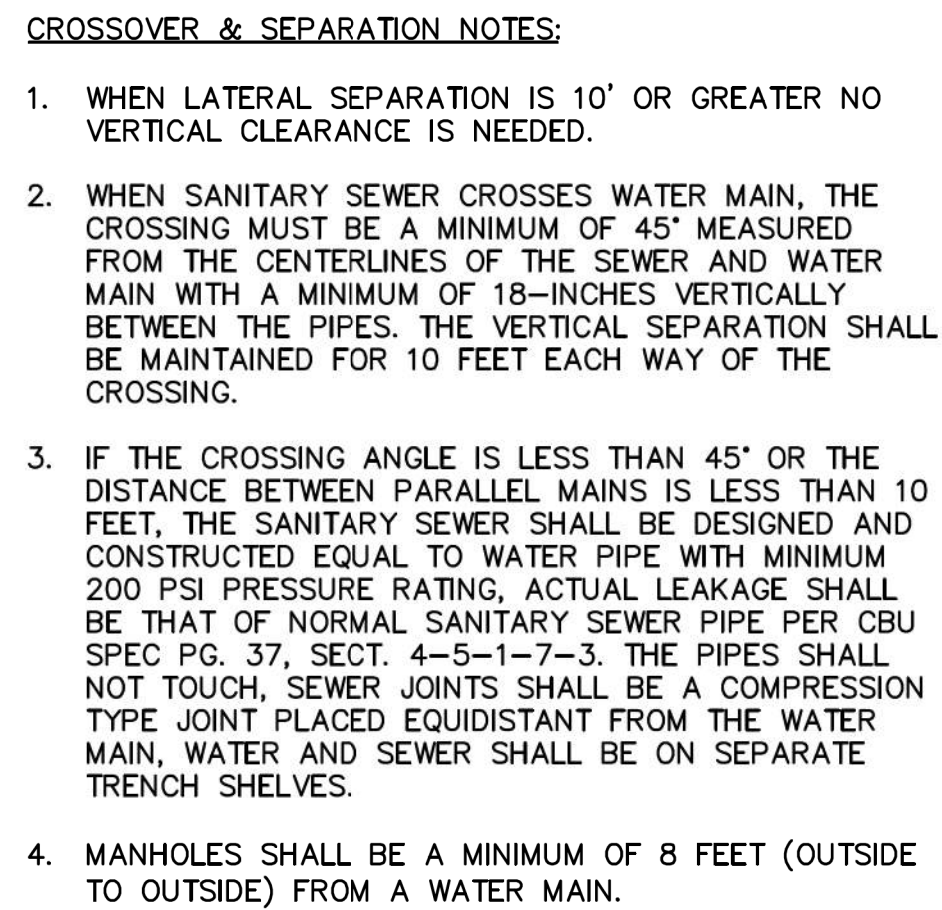 CROSSOVER & SEPARATION NOTES:
1. WHEN LATERAL SEPARATION IS 10' OR GREATER NO
VERTICAL CLEARANCE IS NEEDED.
2. WHEN SANITARY SEWER CROSSES WATER MAIN, THE
CROSSING MUST BE A MINIMUM OF 45° MEASURED
FROM THE CENTERLINES OF THE SEWER AND WATER
MAIN WITH A MINIMUM OF 18-INCHES VERTICALLY
BETWEEN THE PIPES. THE VERTICAL SEPARATION SHALL
BE MAINTAINED FOR 10 FEET EACH WAY OF THE
CROSSING.
3. IF THE CROSSING ANGLE IS LESS THAN 45° OR THE
DISTANCE BETWEEN PARALLEL MAINS IS LESS THAN 10
FEET, THE SANITARY SEWER SHALL BE DESIGNED AND
CONSTRUCTED EQUAL TO WATER PIPE WITH MINIMUM
200 PSI PRESSURE RATING, ACTUAL LEAKAGE SHALL
BE THAT OF NORMAL SANITARY SEWER PIPE PER CBU
SPEC PG. 37, SECT. 4-5-1-7-3. THE PIPES SHALL
NOT TOUCH, SEWER JOINTS SHALL BE A COMPRESSION
TYPE JOINT PLACED EQUIDISTANT FROM THE WATER
MAIN, WATER AND SEWER SHALL BE ON SEPARATE
TRENCH SHELVES.
4. MANHOLES SHALL BE A MINIMUM OF 8 FEET (OUTSIDE
TO OUTSIDE) FROM A WATER MAIN.